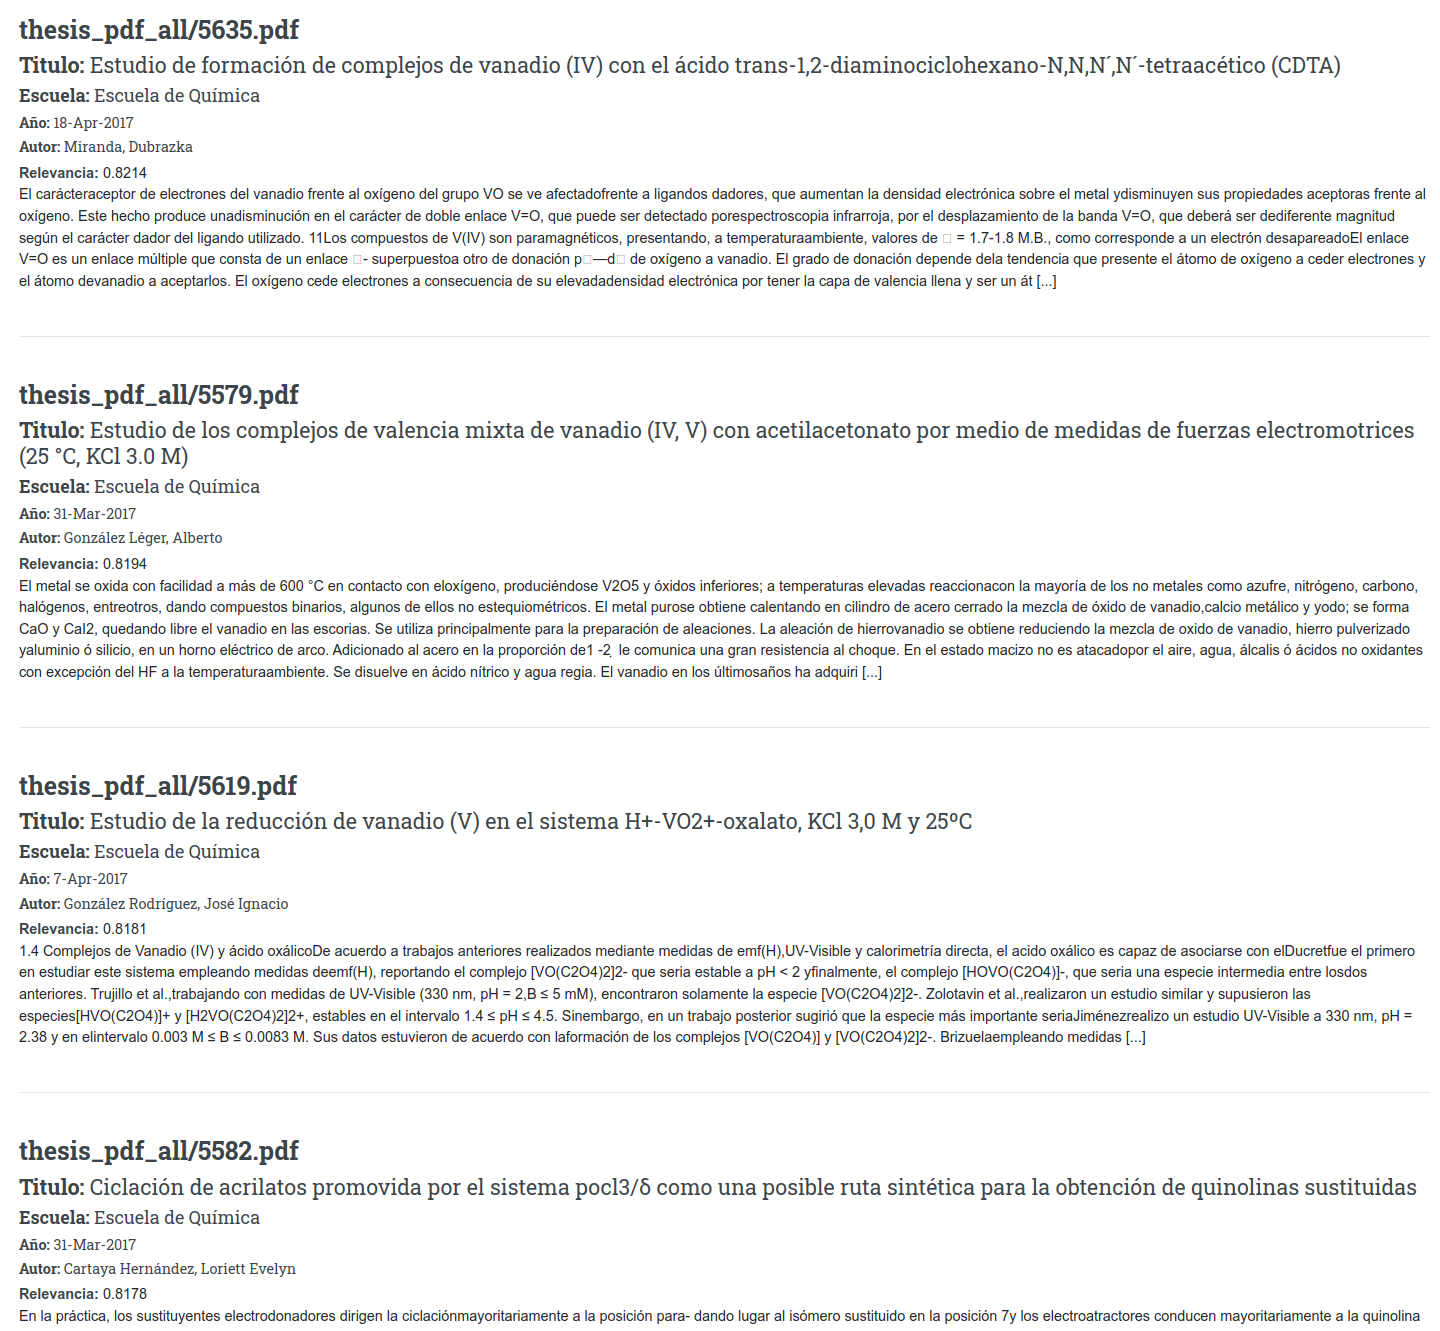 thesis_pdf_all/5635.pdf
Titulo: Estudio de formación de complejos de vanadio (IV) con el ácido trans-1,2-diaminociclohexano-N,N,N´,N´-tetraacético (CDTA)
Escuela: Escuela de Química
Año: 18-Apr-2017
Autor: Miranda, Dubrazka
Relevancia: 0.8214
El carácteraceptor de electrones del vanadio frente al oxígeno del grupo VO se ve afectadofrente a ligandos dadores, que aumentan la densidad electrónica sobre el metal ydisminuyen sus propiedades aceptoras frente al
oxígeno. Este hecho produce unadisminución en el carácter de doble enlace V=O, que puede ser detectado porespectroscopia infrarroja, por el desplazamiento de la banda V=O, que deberá ser dediferente magnitud
según el carácter dador del ligando utilizado. 11Los compuestos de V(IV) son paramagnéticos, presentando, a temperaturaambiente, valores de □ = 1.7-1.8 M.B., como corresponde a un electrón desapareadoEl enlace
V=O es un enlace múltiple que consta de un enlace □- superpuestoa otro de donación p□—d□ de oxígeno a vanadio. El grado de donación depende dela tendencia que presente el átomo de oxígeno a ceder electrones y
el átomo devanadio a aceptarlos. El oxígeno cede electrones a consecuencia de su elevadadensidad electrónica por tener la capa de valencia llena y ser un át [...]
thesis_pdf_all/5579.pdf
Titulo: Estudio de los complejos de valencia mixta de vanadio (IV, V) con acetilacetonato por medio de medidas de fuerzas electromotrices
(25 °C, KCl 3.0 M)
Escuela: Escuela de Química
Año: 31-Mar-2017
Autor: González Léger, Alberto
Relevancia: 0.8194
El metal se oxida con facilidad a más de 600 °C en contacto con eloxígeno, produciéndose V2O5 y óxidos inferiores; a temperaturas elevadas reaccionacon la mayoría de los no metales como azufre, nitrógeno, carbono,
halógenos, entreotros, dando compuestos binarios, algunos de ellos no estequiométricos. El metal purose obtiene calentando en cilindro de acero cerrado la mezcla de óxido de vanadio,calcio metálico y yodo; se forma
CaO y CaI2, quedando libre el vanadio en las escorias. Se utiliza principalmente para la preparación de aleaciones. La aleación de hierrovanadio se obtiene reduciendo la mezcla de oxido de vanadio, hierro pulverizado
yaluminio ó silicio, en un horno eléctrico de arco. Adicionado al acero en la proporción de1 -2, le comunica una gran resistencia al choque. En el estado macizo no es atacadopor el aire, agua, álcalis ó ácidos no oxidantes
con excepción del HF a la temperaturaambiente. Se disuelve en ácido nítrico y agua regia. El vanadio en los últimosaños ha adquiri [...]
thesis_pdf_all/5619.pdf
Titulo: Estudio de la reducción de vanadio (V) en el sistema H+-VO2+-oxalato, KCl 3,0 M y 25ºC
Escuela: Escuela de Química
Año: 7-Apr-2017
Autor: González Rodríguez, José Ignacio
Relevancia: 0.8181
1.4 Complejos de Vanadio (IV) y ácido oxálicoDe acuerdo a trabajos anteriores realizados mediante medidas de emf(H),UV-Visible y calorimetría directa, el acido oxálico es capaz de asociarse con elDucretfue el primero
en estudiar este sistema empleando medidas deemf(H), reportando el complejo [VO(C2O4)2]2- que seria estable a pH < 2 yfinalmente, el complejo [HOVO(C2O4)]-, que seria una especie intermedia entre losdos
anteriores. Trujillo et al.,trabajando con medidas de UV-Visible (330 nm, pH = 2,B ≤ 5 mM), encontraron solamente la especie [VO(C2O4)2]2-. Zolotavin et al.,realizaron un estudio similar y supusieron las
especies[HVO(C2O4)]+ y [H2VO(C2O4)2]2+, estables en el intervalo 1.4 ≤ pH ≤ 4.5. Sinembargo, en un trabajo posterior sugirió que la especie más importante seriaJiménezrealizo un estudio UV-Visible a 330 nm, pH =
2.38 y en elintervalo 0.003 M ≤ B ≤ 0.0083 M. Sus datos estuvieron de acuerdo con laformación de los complejos [VO(C2O4)] y [VO(C2O4)2]2-. Brizuelaempleando medidas [...]
thesis_pdf_all/5582.pdf
Titulo: Ciclación de acrilatos promovida por el sistema pocl3/δ como una posible ruta sintética para la obtención de quinolinas sustituidas
Escuela: Escuela de Química
Año: 31-Mar-2017
Autor: Cartaya Hernández, Loriett Evelyn
Relevancia: 0.8178
En la práctica, los sustituyentes electrodonadores dirigen la ciclaciónmayoritariamente a la posición para- dando lugar al isómero sustituido en la posición 7y los electroatractores conducen mayoritariamente a la quinolina